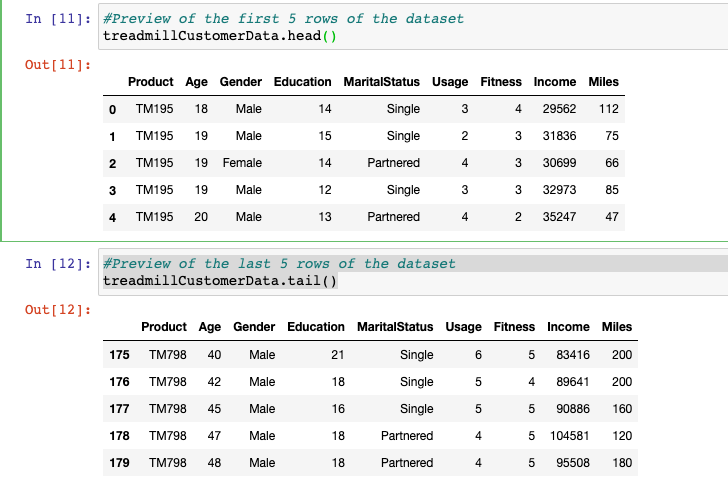 In [11]: #Preview of the first 5 rows of the dataset
treadmillCustomerData.head()
Out[11]:
Product Age Gender Education MaritalStatus Usage Fitness Income Miles
0 TM195 18 Male 14 Single 3 4 29562 112
1 TM195 19 Male 15 Single 2 3 31836 75
2 TM195 19 Female 14 Partnered 4 3 30699 66
3 TM195 19 Male 12 Single 3 3 32973 85
4 TM195 20 Male 13 Partnered 4 2 35247 47
In [12]: #Preview of the last 5 rows of the dataset
treadmillCustomerData.tail()
Out[12]:
Product Age Gender Education MaritalStatus Usage Fitness Income Miles
175 TM798 40 Male 21 Single 6 5 83416 200
176 TM798 42 Male 18 Single 5 4 89641 200
177 TM798 45 Male 16 Single 5 5 90886 160
178 TM798 47 Male 18 Partnered 4 5 104581 120
179 TM798 48 Male 18 Partnered 4 5 95508 180